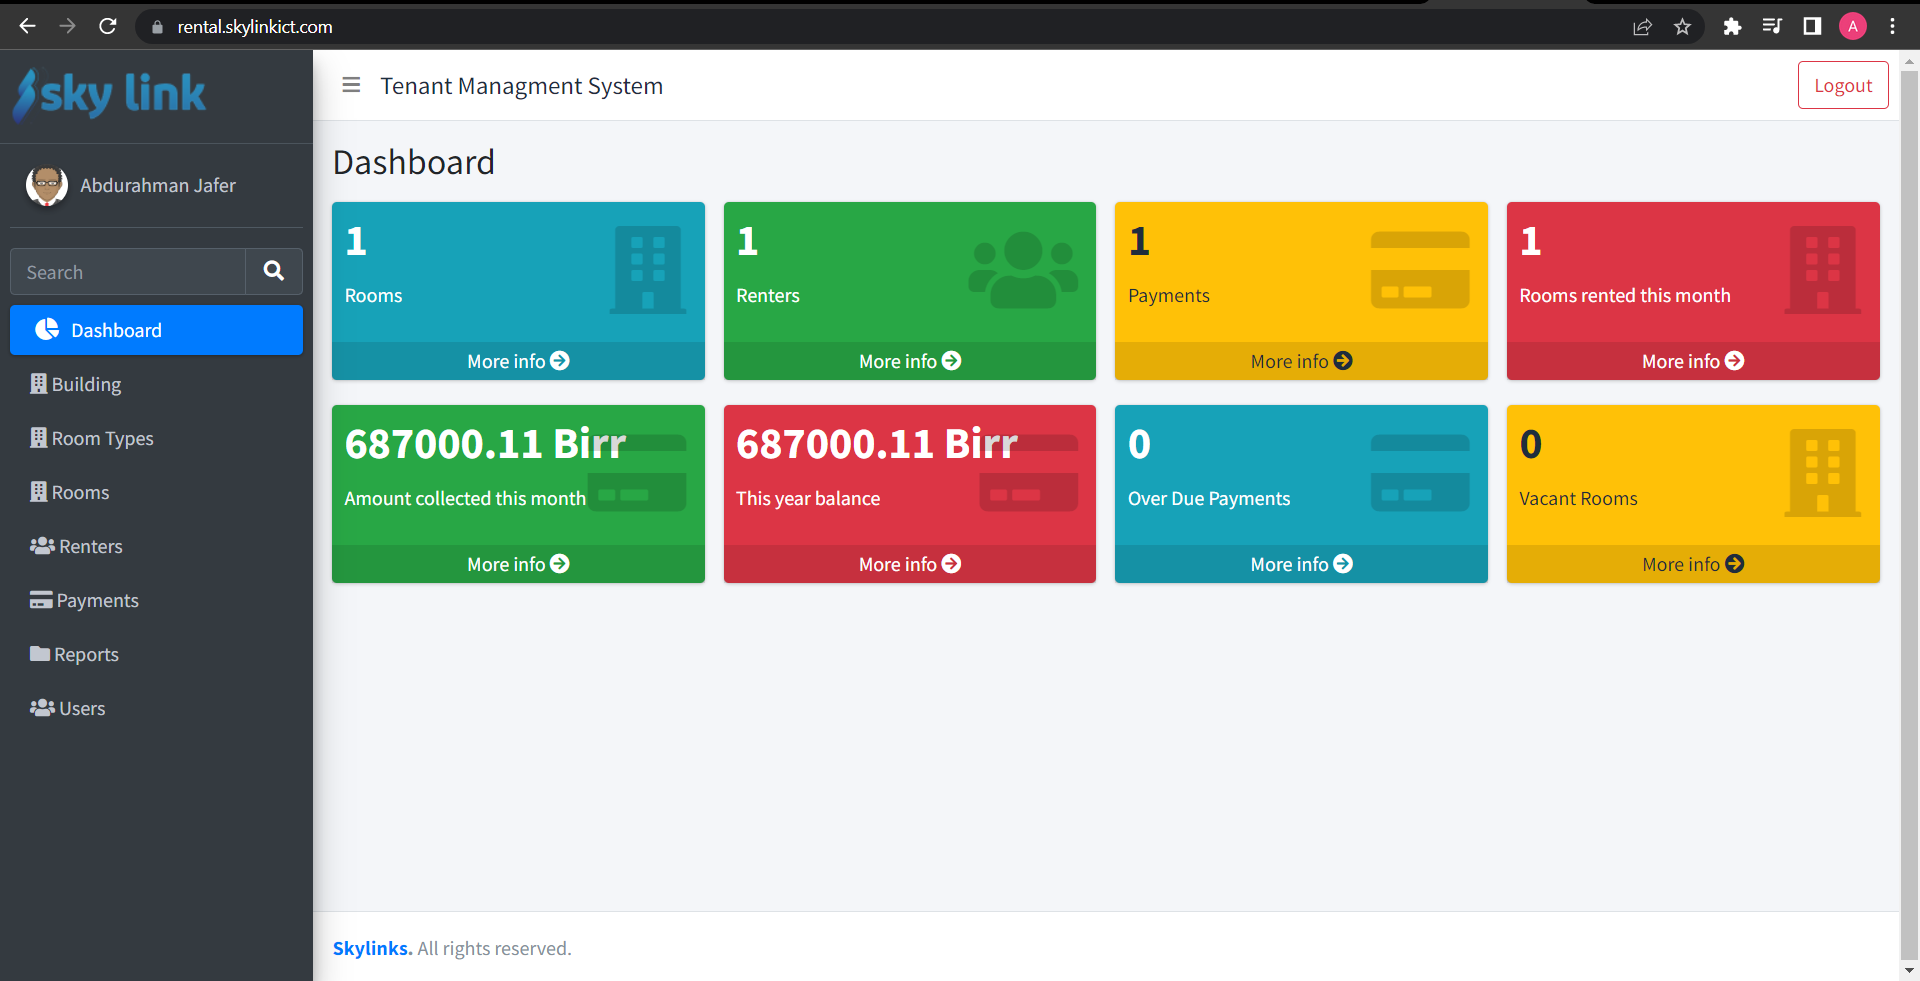 rental.skylinkict.com
A
sky link
Tenant Managment System
Logout
Abdurahman Jafer
Search
Dashboard
Building
Room Types
Rooms
Renters
Payments
Reports
Users
Dashboard
1
Rooms
More info
1
Renters
More info
1
Payments
More info
1
Rooms rented this month
More info
687000.11 Birr
Amount collected this month
More info
687000.11 Birr
This year balance
More info
0
Over Due Payments
More info
0
Vacant Rooms
More info
Skylinks. All rights reserved.